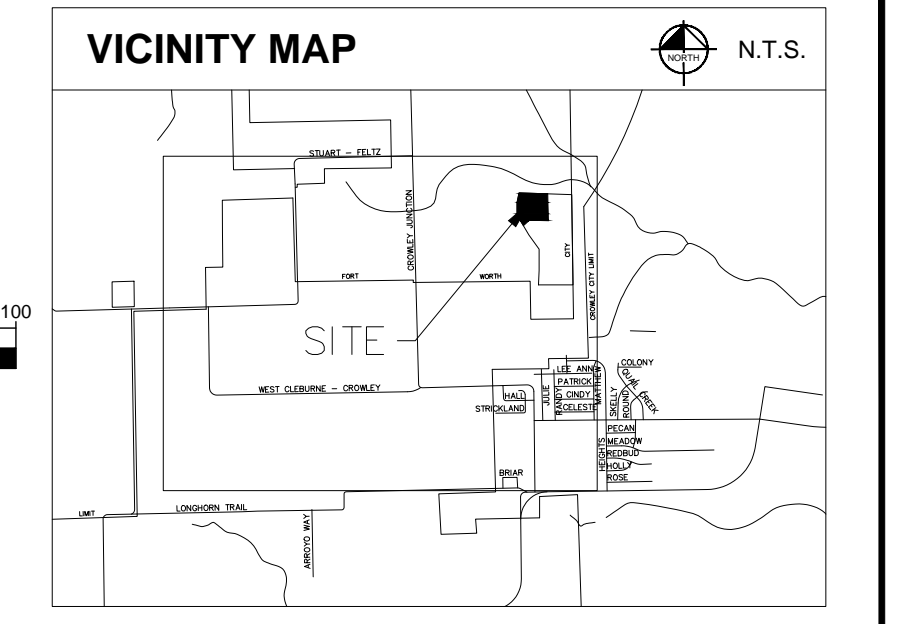 VICINITY MAP
NORTH
N.T.S.
STUART – FELTZ
CROWLEY JUNCTION
CITY
CROWLEY CITY LIMIT
FORT
WORTH
100
SITE
WEST CLEBURNE – CROWLEY
HALL
STRICKLAND
JULIE
RANDY
LEE ANN
PATRICK
CINDY
CELESTE
MATTHEW
COLONY
QUAIL CREEK
SKELLY
ROUND
PECAN
MEADOW
REDBUD
HOLLY
ROSE
HEIGHTS
BRIAR
LIMIT
LONGHORN TRAIL
ARROYO WAY